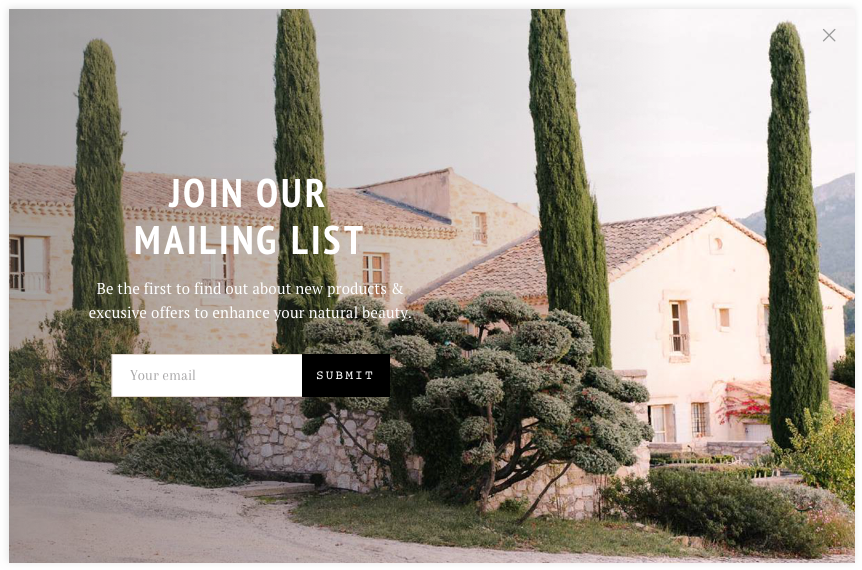 JOIN OUR
MAILING LIST
Be the first to find out about new products &
excusive offers to enhance your natural beauty.
Your email
SUBMIT